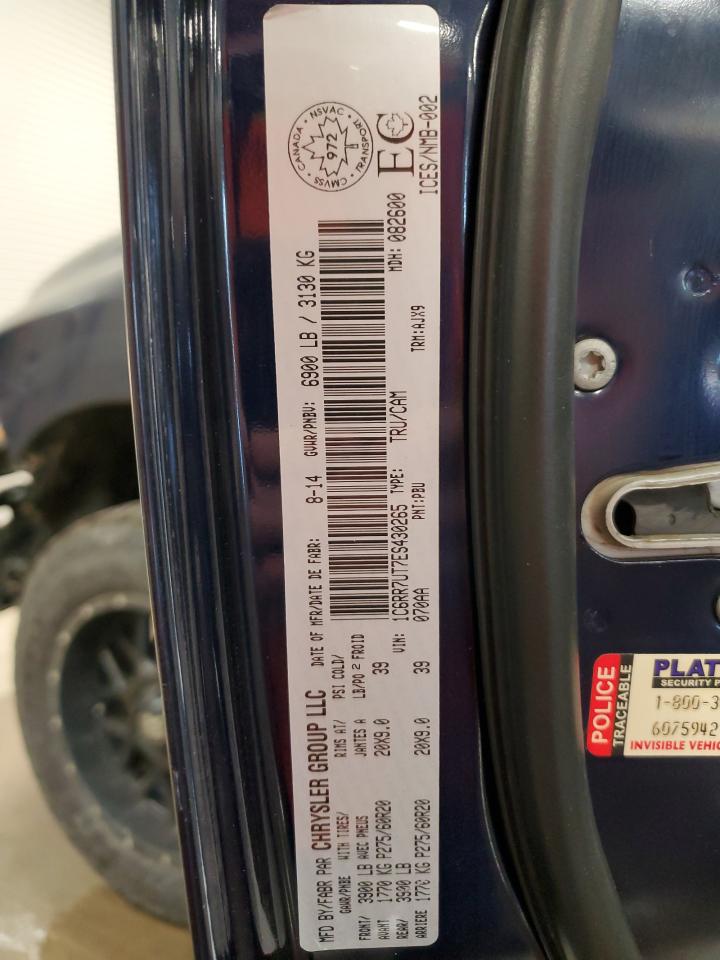 MFD BY/FABR PAR CHRYSLER GROUP LLC
DATE OF MFR/DATE DE FABR: 8-14
GVWR/PNBV: 6900 LB / 3130 KG
GAWR/PNBE WITH TIRES/ RIMS AT/ PSI COLD/
FRONT/ 3900 LB AVEC PNEUS JANTES A LB/PO 2 FROID
AVANT 1770 KG P275/60R20 20X9.0 39
REAR/ 3900 LB
ARRIERE 1770 KG P275/60R20 20X9.0 39
VIN: 1C6RR7UT7ES430265 TYPE: TRU/CAM
MDH: 082600
070AA PNT:PBU TRM:AJX9
CANADA • NSVAC • TRANSPORT • CMVSS
972
EC
ICES/NMB-002
POLICE
TRACEABLE
PLAT
SECURITY P
1-800-3
6075942
INVISIBLE VEHIC